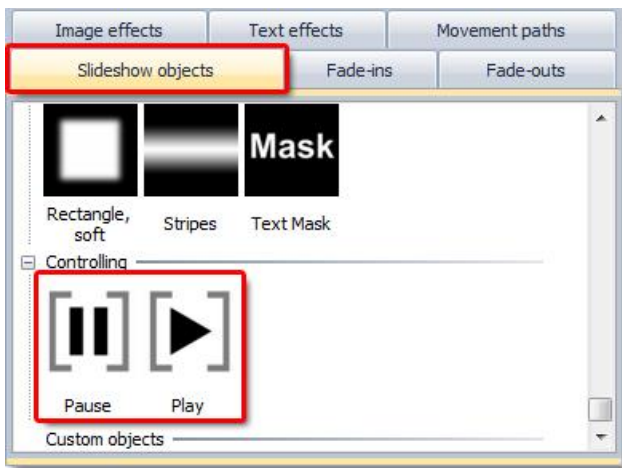 Image effects Text effects Movement paths
Slideshow objects Fade-ins Fade-outs
Mask
Rectangle, soft Stripes Text Mask
Controlling
Pause Play
Custom objects